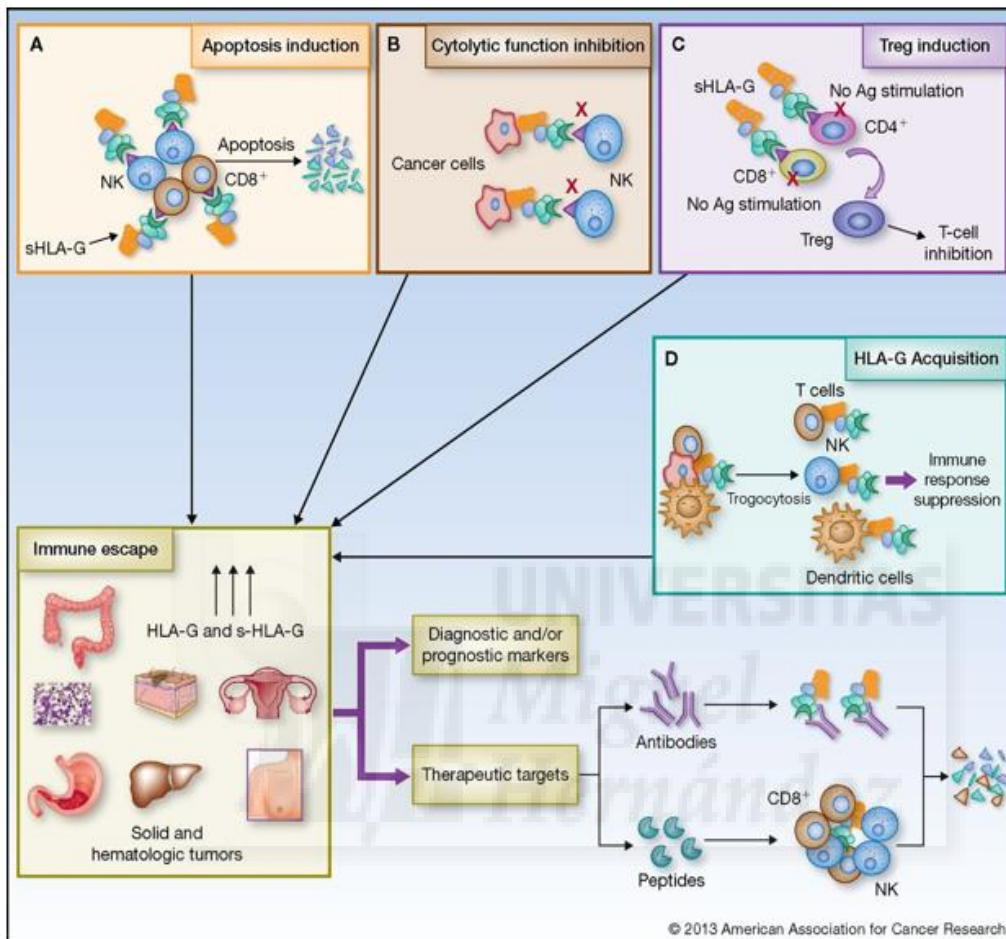 A
Apoptosis induction
NK
Apoptosis
CD8+
sHLA-G
B
Cytolytic function inhibition
X
Cancer cells
NK
X
C
Treg induction
sHLA-G
No Ag stimulation
X
CD4+
CD8+
X
No Ag stimulation
Treg
T-cell
inhibition
D
HLA-G Acquisition
T cells
NK
Trogocytosis
Immune
response
suppression
Dendritic cells
Immune escape
HLA-G and s-HLA-G
Solid and
hematologic tumors
Diagnostic and/or
prognostic markers
Therapeutic targets
Antibodies
Peptides
CD8+
NK
UNIVERSITAS
Miguel
Hernández
© 2013 American Association for Cancer Research